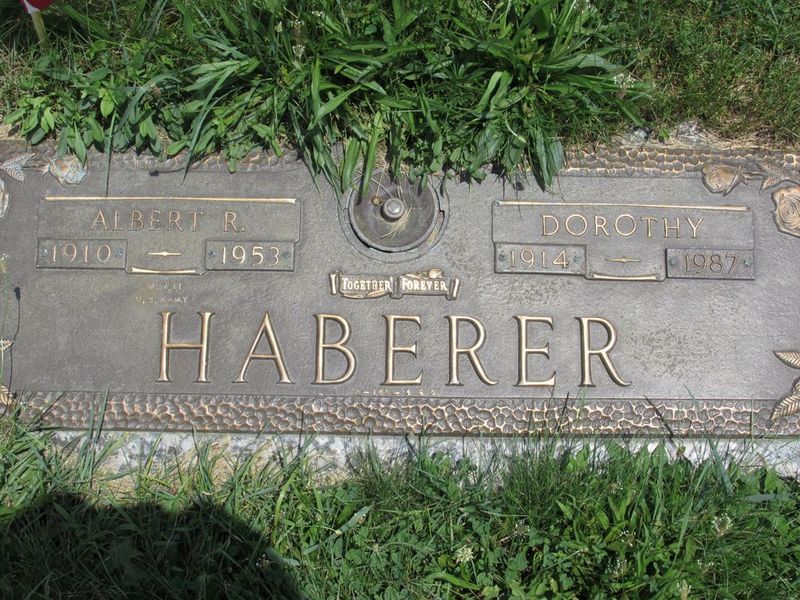 ALBERT R.
1910 1953
W.W.II
U.S.ARMY
DOROTHY
1914 1987
TOGETHER FOREVER
HABERER